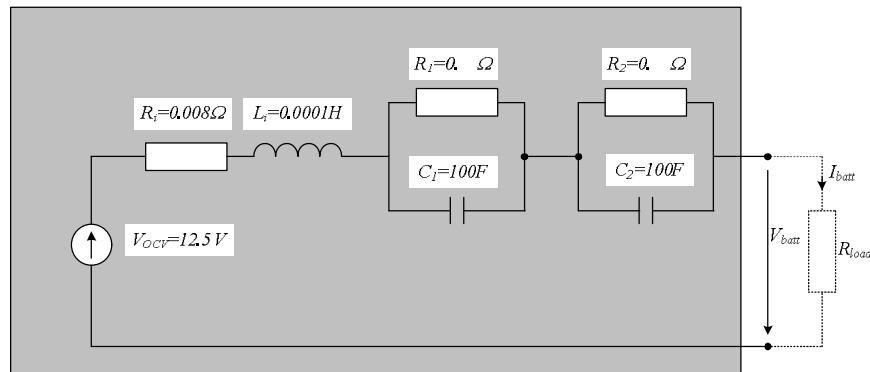 R1=0. Ω
R2=0. Ω
Ri=0.008Ω
Li=0.0001H
C1=100F
C2=100F
Ibatt
VOCV=12.5V
Vbatt
Rload